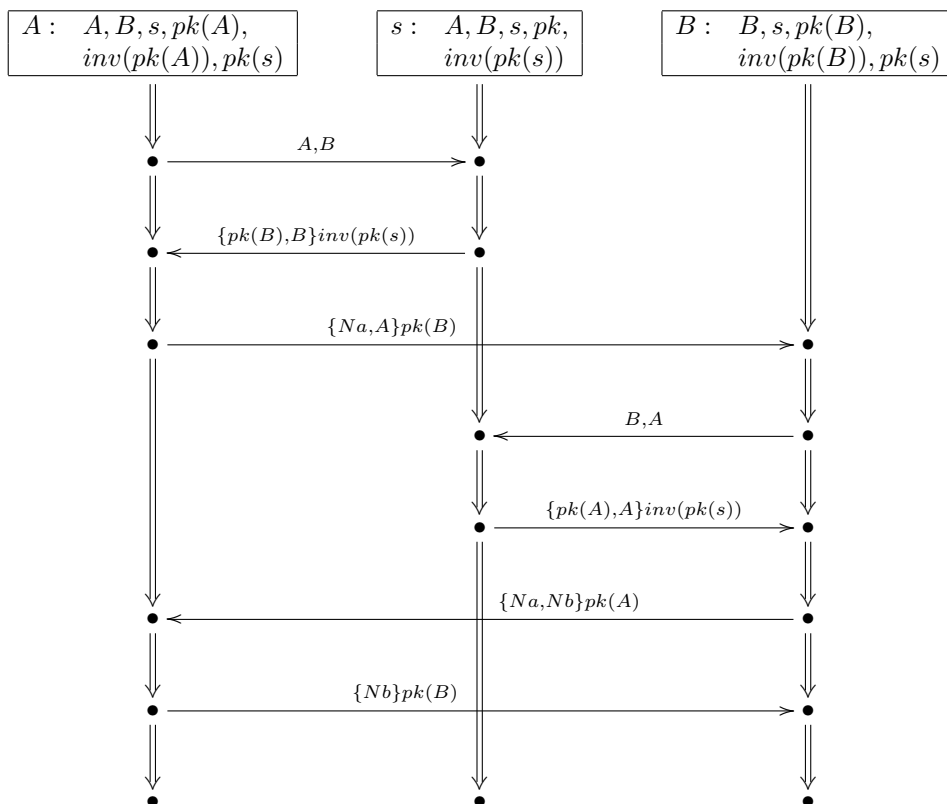 A : A, B, s, pk(A),
inv(pk(A)), pk(s)
s : A, B, s, pk,
inv(pk(s))
B : B, s, pk(B),
inv(pk(B)), pk(s)
A,B
{pk(B),B}inv(pk(s))
{Na,A}pk(B)
B,A
{pk(A),A}inv(pk(s))
{Na,Nb}pk(A)
{Nb}pk(B)